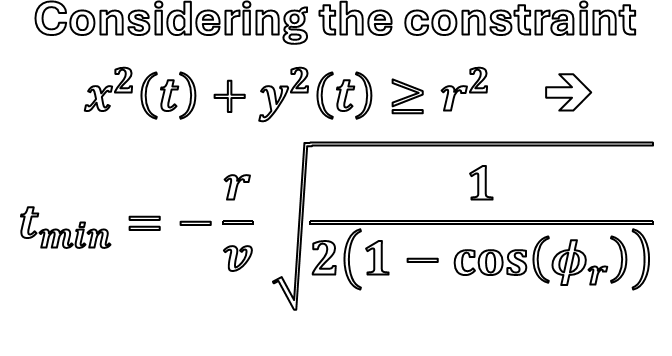 Considering the constraint
x²(t) + y²(t) ≥ r² ⇒
t_min = − r/v √(1/(2(1 − cos(ϕ_r))))